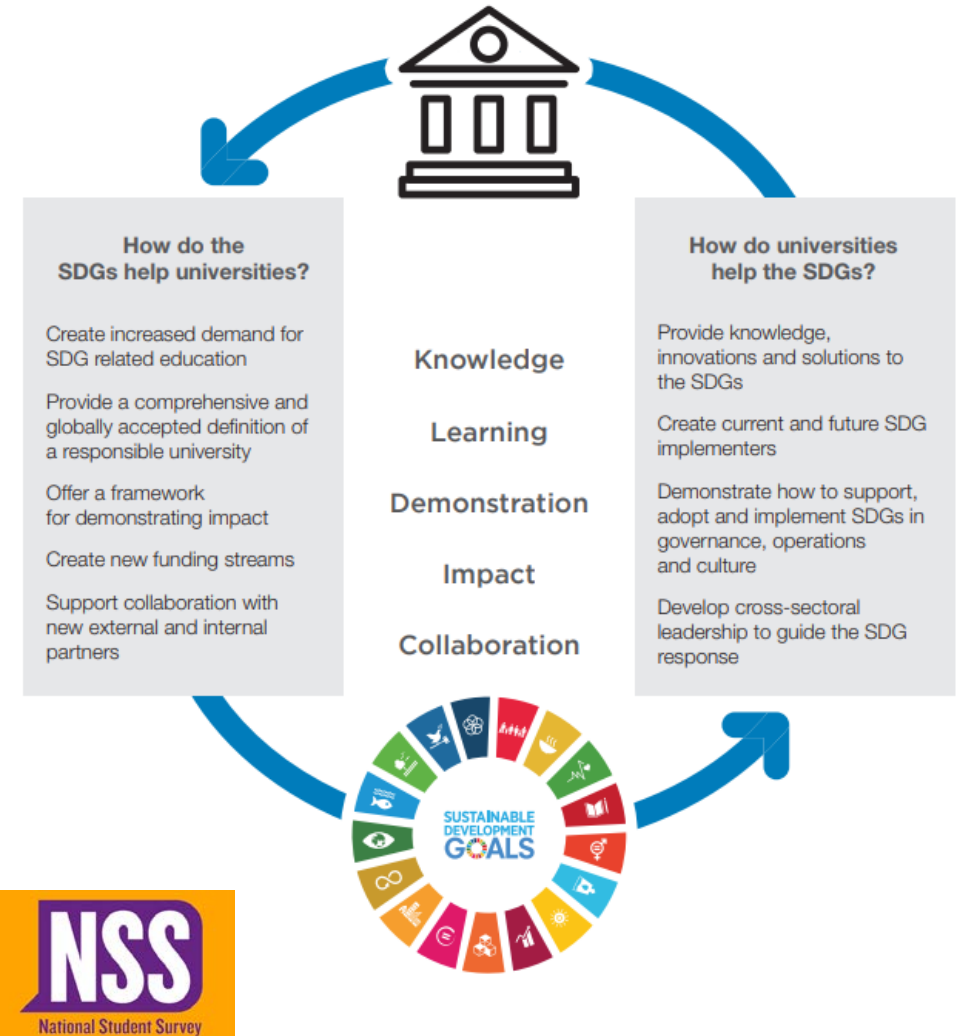 How do the
SDGs help universities?
Create increased demand for
SDG related education
Provide a comprehensive and
globally accepted definition of
a responsible university
Offer a framework
for demonstrating impact
Create new funding streams
Support collaboration with
new external and internal
partners
Knowledge
Learning
Demonstration
Impact
Collaboration
How do universities
help the SDGs?
Provide knowledge,
innovations and solutions to
the SDGs
Create current and future SDG
implementers
Demonstrate how to support,
adopt and implement SDGs in
governance, operations
and culture
Develop cross-sectoral
leadership to guide the SDG
response
SUSTAINABLE
DEVELOPMENT
GOALS
NSS
National Student Survey